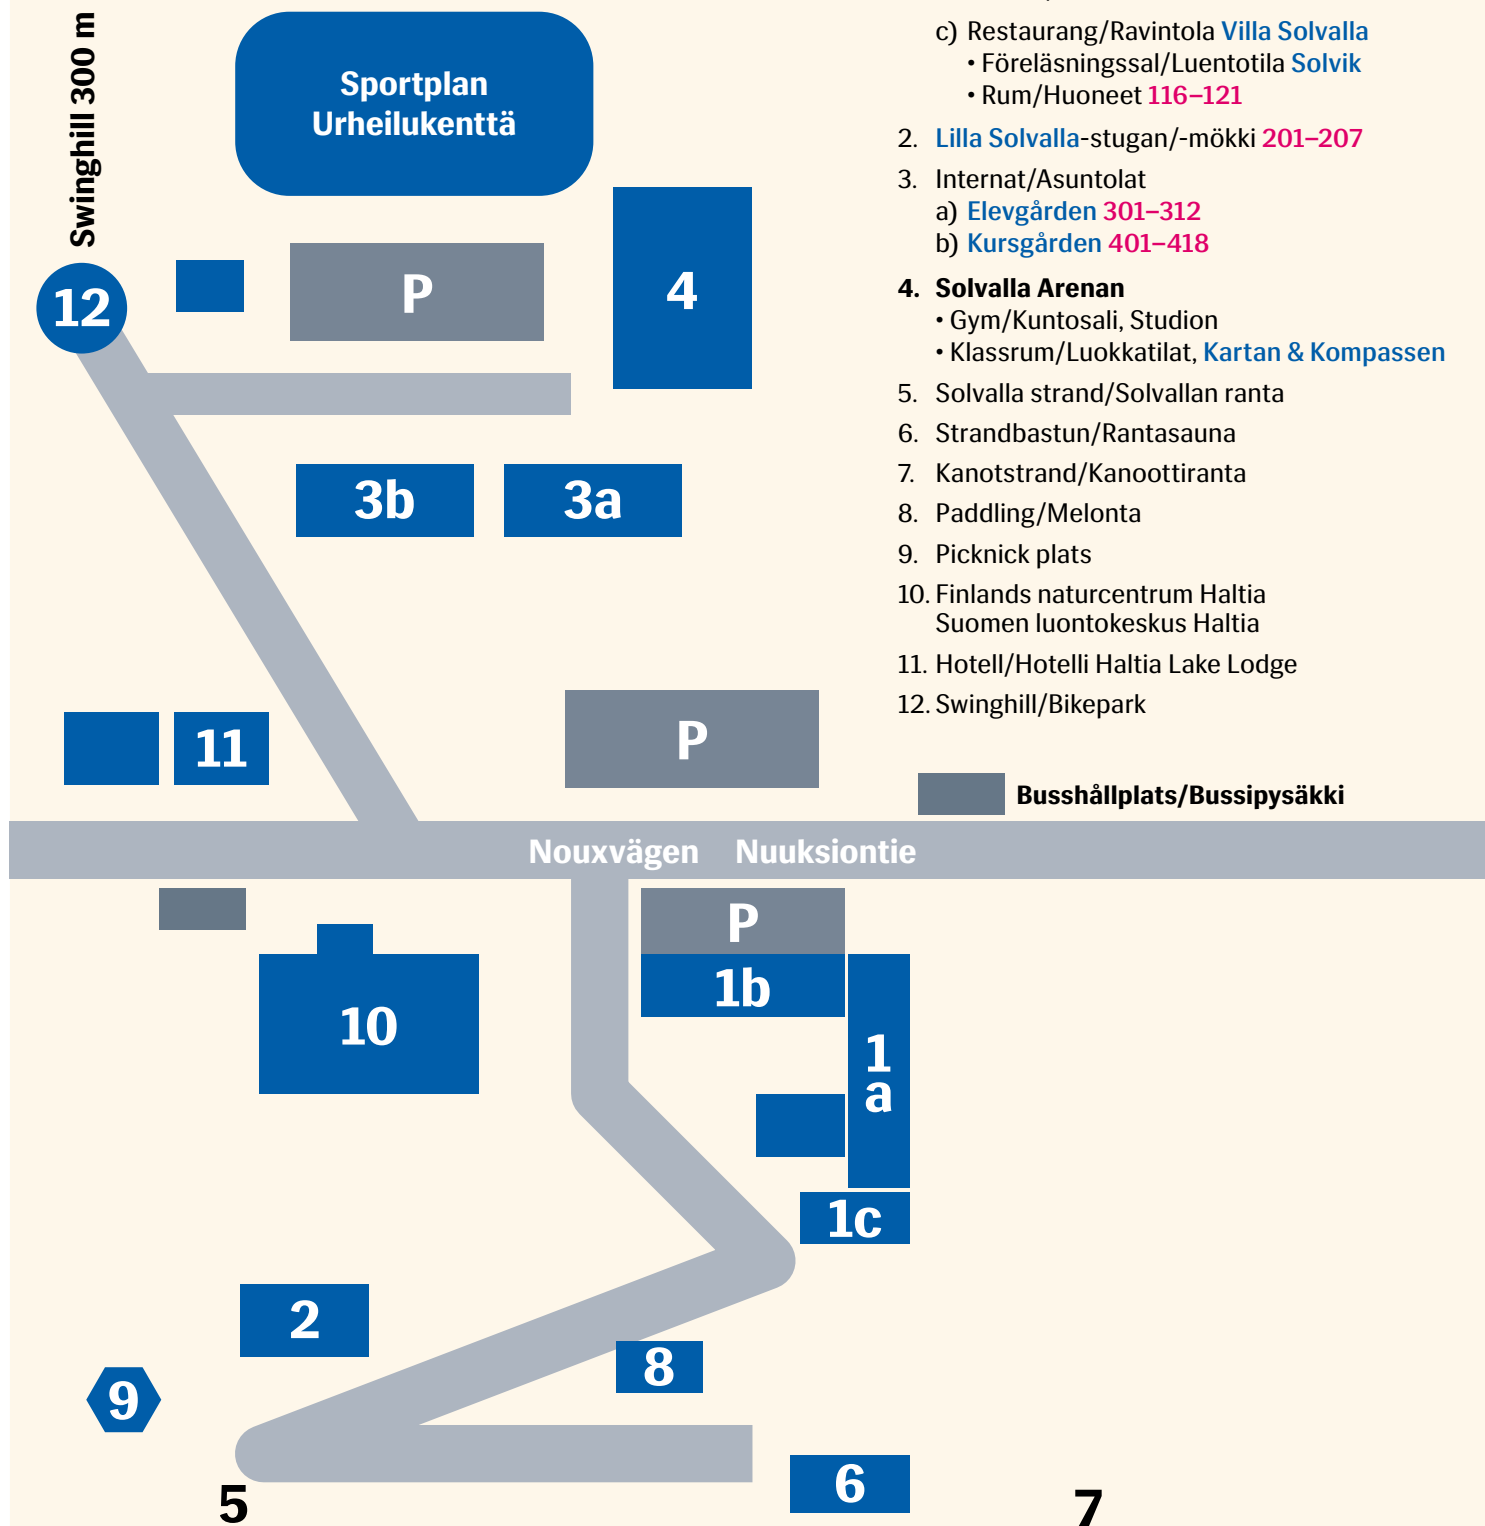 c) Restaurang/Ravintola Villa Solvalla
• Föreläsningssal/Luentotila Solvik
• Rum/Huoneet 116–121
2. Lilla Solvalla-stugan/-mökki 201–207
3. Internat/Asuntolat
a) Elevgården 301–312
b) Kursgården 401–418
4. Solvalla Arenan
• Gym/Kuntosali, Studion
• Klassrum/Luokkatilat, Kartan & Kompassen
5. Solvalla strand/Solvallan ranta
6. Strandbastun/Rantasauna
7. Kanotstrand/Kanoottiranta
8. Paddling/Melonta
9. Picknick plats
10. Finlands naturcentrum Haltia
Suomen luontokeskus Haltia
11. Hotell/Hotelli Haltia Lake Lodge
12. Swinghill/Bikepark
Busshållplats/Bussipysäkki
Swinghill 300 m
Sportplan
Urheilukenttä
12
P
4
3b
3a
11
P
Nouxvägen Nuuksiontie
P
1b
10
1
a
1c
2
8
9
6
5
7